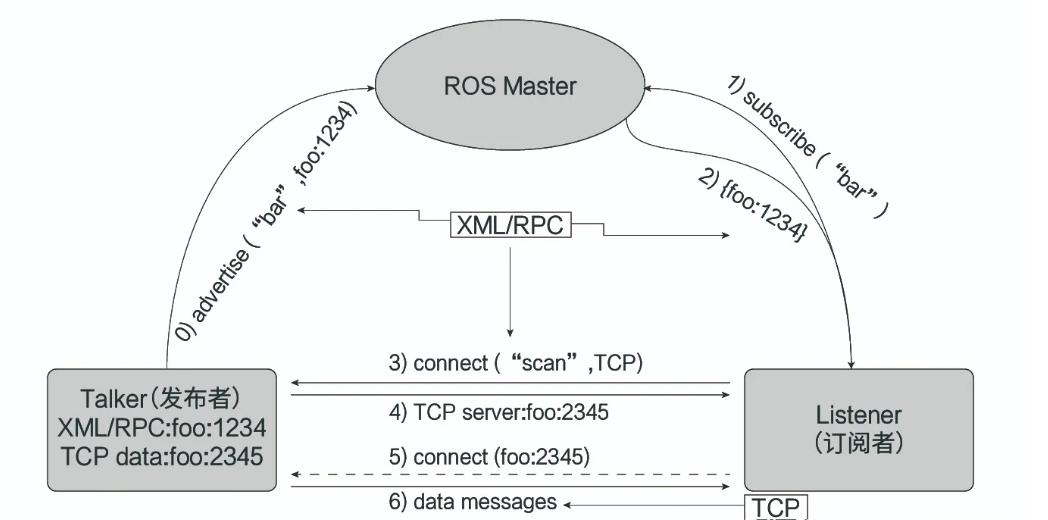 ROS Master
0) advertise (“bar”,foo:1234)
1) subscribe (“bar”)
2) {foo:1234}
XML/RPC
3) connect (“scan”,TCP)
4) TCP server:foo:2345
Talker(发布者)
XML/RPC:foo:1234
TCP data:foo:2345
Listener
(订阅者)
5) connect (foo:2345)
6) data messages
TCP